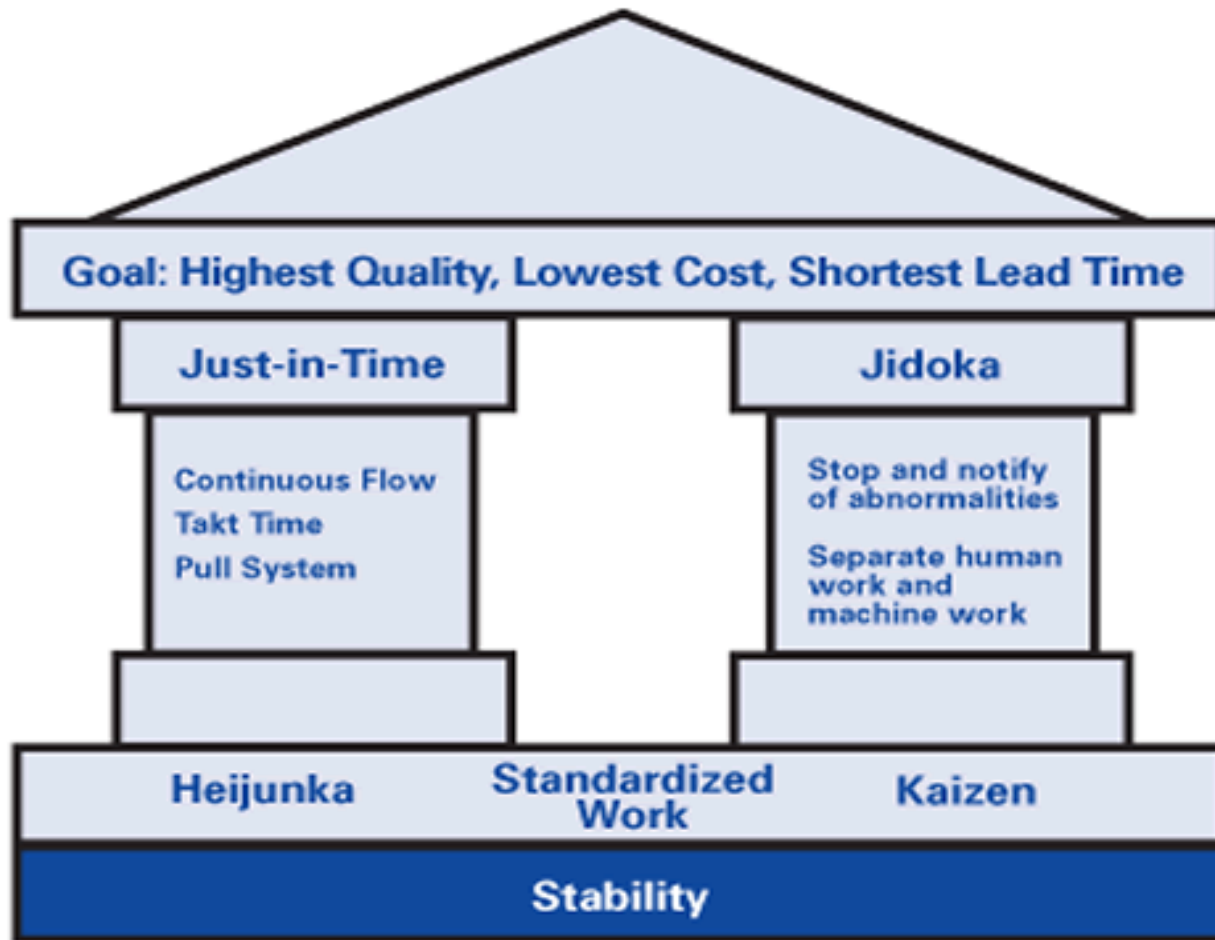 Goal: Highest Quality, Lowest Cost, Shortest Lead Time
Just-in-Time
Continuous Flow
Takt Time
Pull System
Jidoka
Stop and notify
of abnormalities
Separate human
work and
machine work
Heijunka
Standardized
Work
Kaizen
Stability